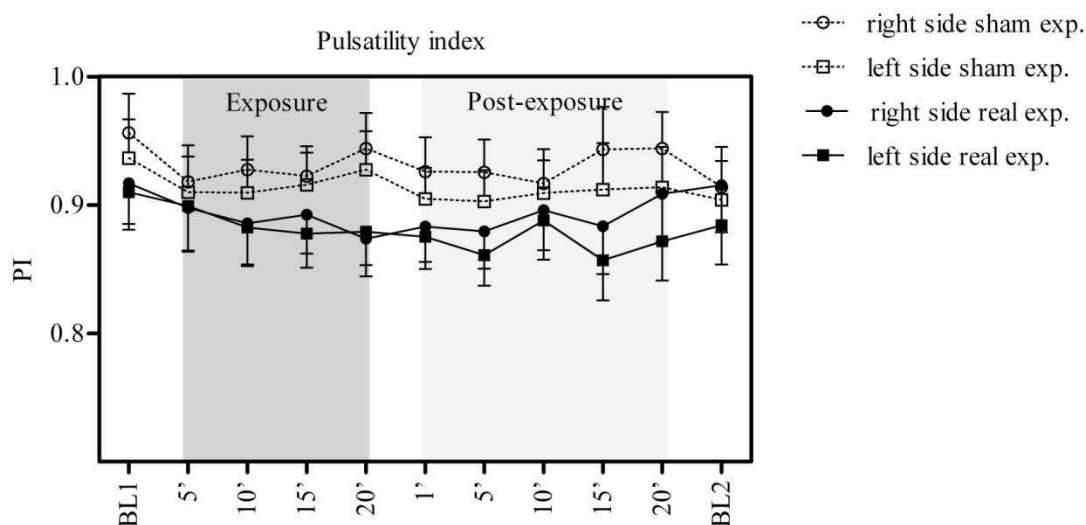 Pulsatility index
right side sham exp.
left side sham exp.
right side real exp.
left side real exp.
Exposure
Post-exposure
PI
1.0
0.9
0.8
BL1
5’
10’
15’
20’
1’
5’
10’
15’
20’
BL2